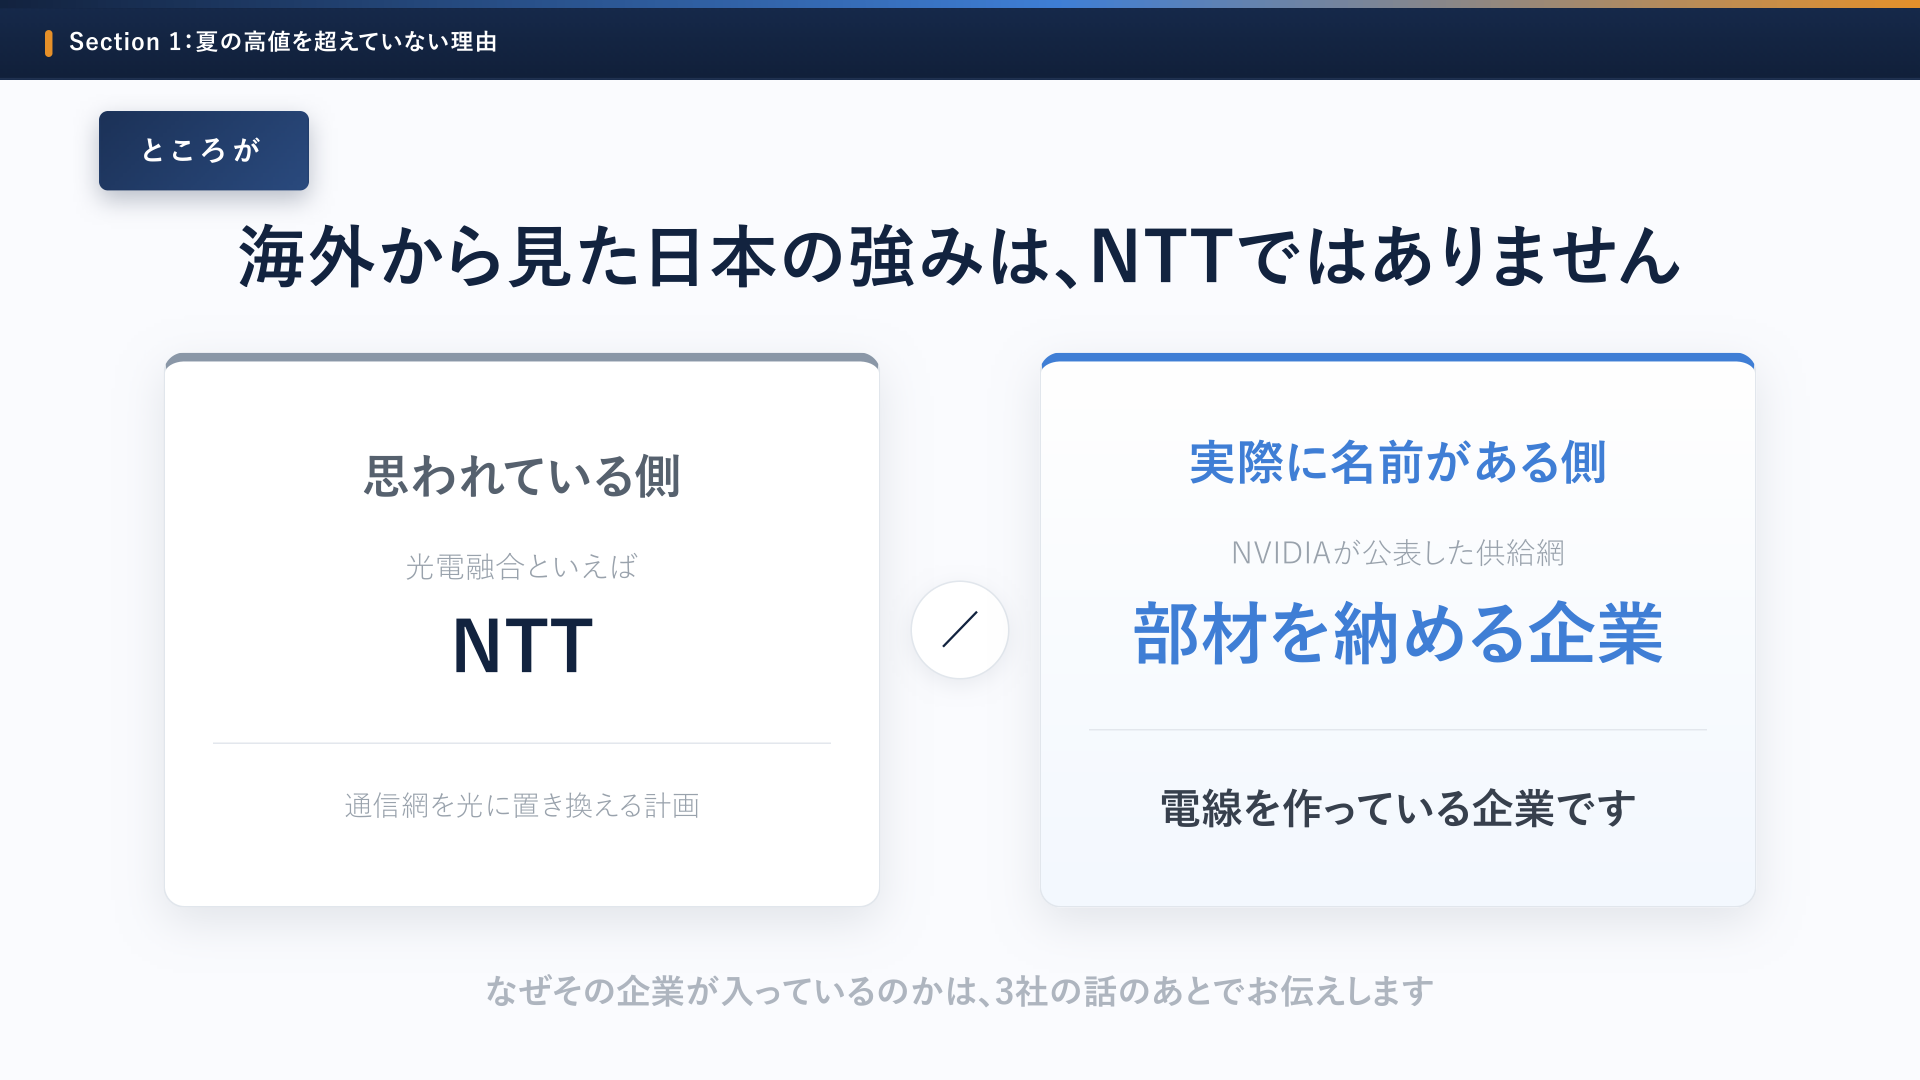 Section 1：夏の高値を超えていない理由
ところが
海外から見た日本の強みは、NTTではありません
思われている側
光電融合といえば
NTT
通信網を光に置き換える計画
／
実際に名前がある側
NVIDIAが公表した供給網
部材を納める企業
電線を作っている企業です
なぜその企業が入っているのかは、3社の話のあとでお伝えします